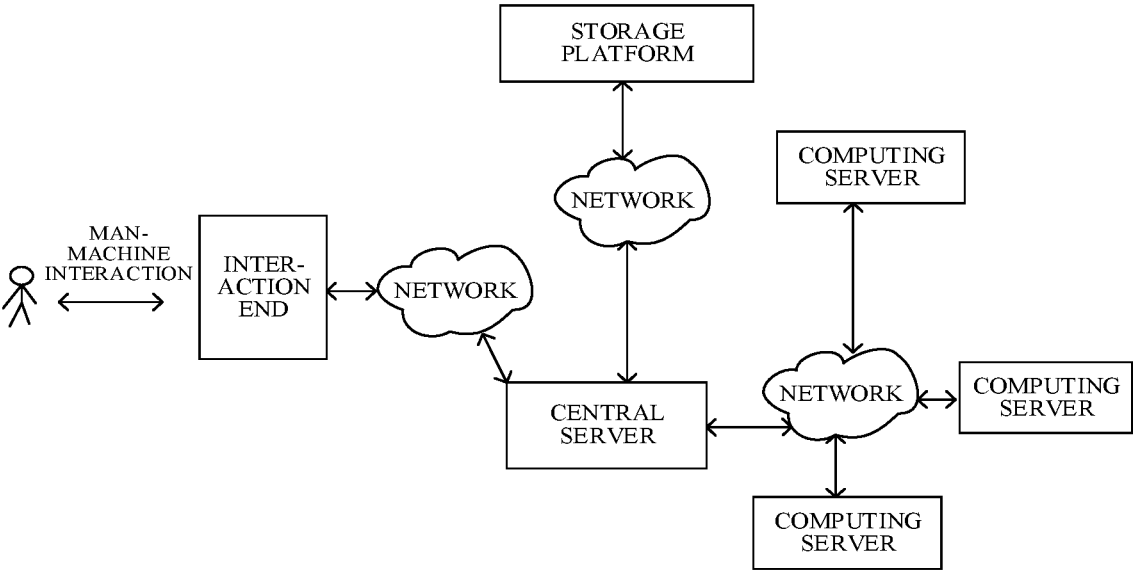 STORAGE
PLATFORM
COMPUTING
SERVER
NETWORK
MAN-
MACHINE
INTERACTION
INTER-
ACTION
END
NETWORK
NETWORK
COMPUTING
SERVER
CENTRAL
SERVER
COMPUTING
SERVER